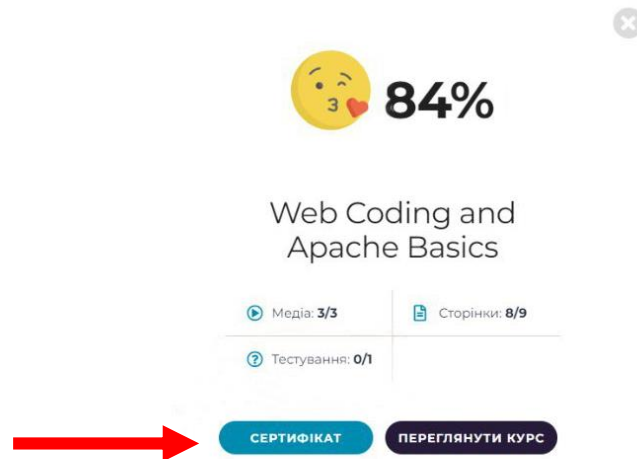 84%
Web Coding and
Apache Basics
Медіа: 3/3
Сторінки: 8/9
Тестування: 0/1
СЕРТИФІКАТ
ПЕРЕГЛЯНУТИ КУРС